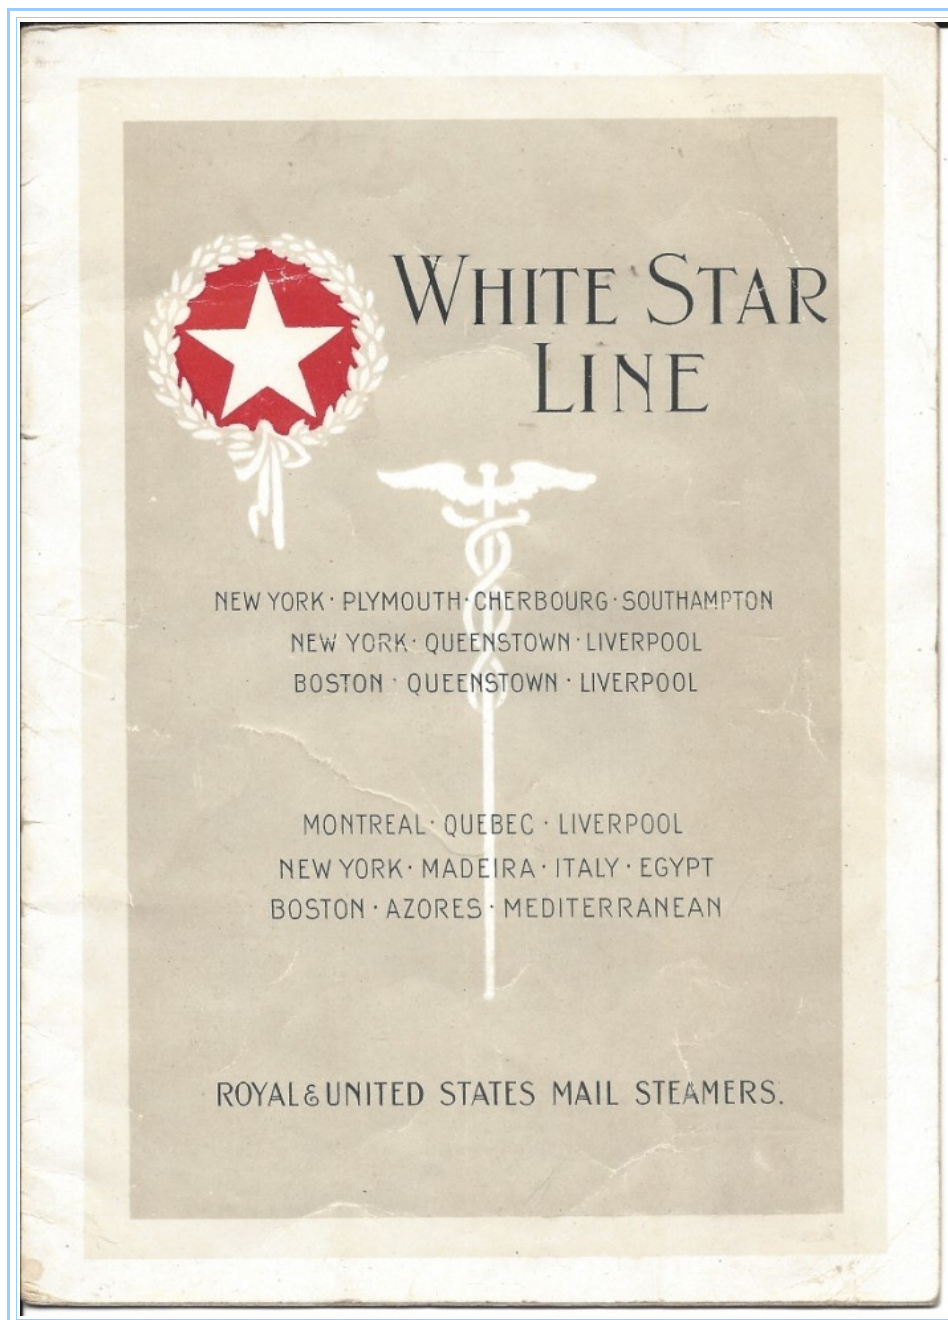 WHITE STAR
LINE
NEW YORK · PLYMOUTH · CHERBOURG · SOUTHAMPTON
NEW YORK · QUEENSTOWN · LIVERPOOL
BOSTON · QUEENSTOWN · LIVERPOOL
MONTREAL · QUEBEC · LIVERPOOL
NEW YORK · MADEIRA · ITALY · EGYPT
BOSTON · AZORES · MEDITERRANEAN
ROYAL & UNITED STATES MAIL STEAMERS.